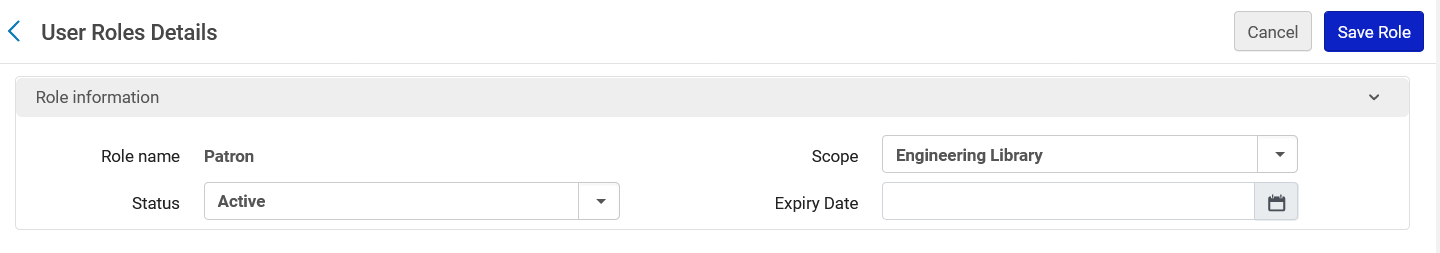 User Roles Details
Cancel
Save Role
Role information
Role name Patron
Scope Engineering Library
Status Active
Expiry Date